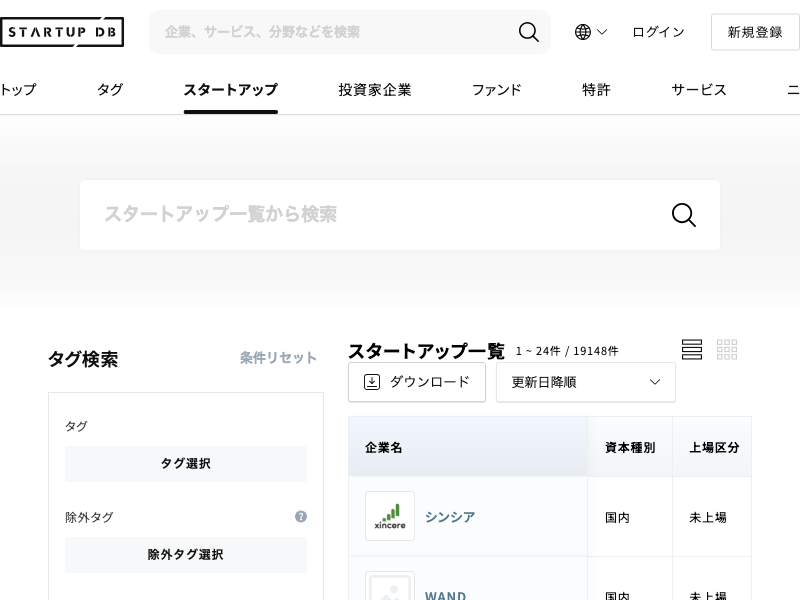 STARTUP DB
企業、サービス、分野などを検索
ログイン
新規登録
トップ
タグ
スタートアップ
投資家企業
ファンド
特許
サービス
ニ
スタートアップ一覧から検索
タグ検索
条件リセット
タグ
タグ選択
除外タグ
?
除外タグ選択
スタートアップ一覧 1 ~ 24件 / 19148件
ダウンロード
更新日降順
企業名
資本種別
上場区分
xincere
シンシア
国内
未上場
WAND
国内
未上場